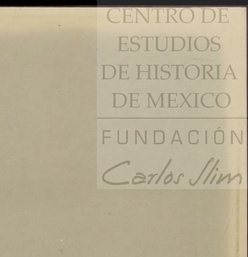 CENTRO DE
ESTUDIOS
DE HISTORIA
DE MEXICO
FUNDACIÓN
Carlos Slim